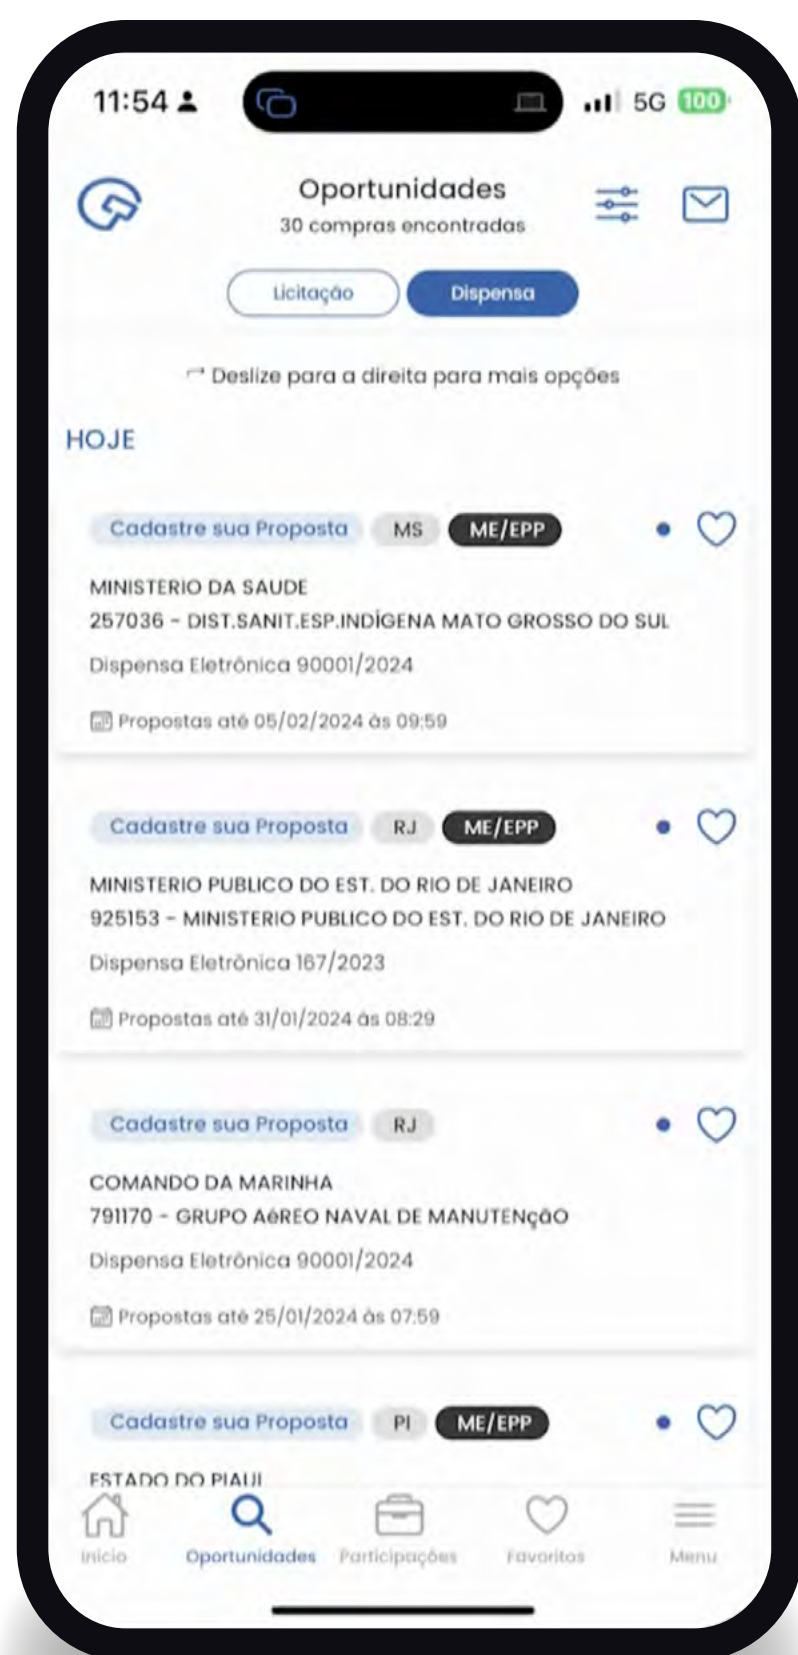 11:54
5G 100
Oportunidades
30 compras encontradas
Licitação Dispensa
Deslize para a direita para mais opções
HOJE
Cadastre sua Proposta MS ME/EPP
MINISTERIO DA SAUDE
257036 - DIST.SANIT.ESP.INDÍGENA MATO GROSSO DO SUL
Dispensa Eletrônica 90001/2024
Propostas até 05/02/2024 às 09:59
Cadastre sua Proposta RJ ME/EPP
MINISTERIO PUBLICO DO EST. DO RIO DE JANEIRO
925153 - MINISTERIO PUBLICO DO EST. DO RIO DE JANEIRO
Dispensa Eletrônica 167/2023
Propostas até 31/01/2024 às 08:29
Cadastre sua Proposta RJ
COMANDO DA MARINHA
791170 - GRUPO AéREO NAVAL DE MANUTENçãO
Dispensa Eletrônica 90001/2024
Propostas até 25/01/2024 às 07:59
Cadastre sua Proposta PI ME/EPP
ESTADO DO PIAUI
Início Oportunidades Participações Favoritos Menu